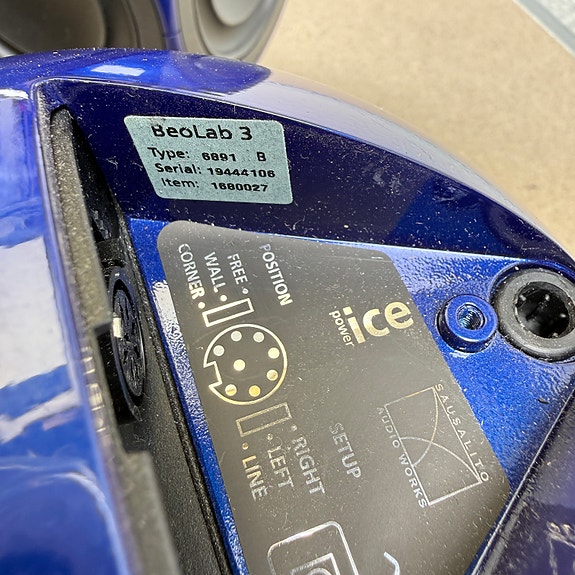 BeoLab 3
Type: 6891 B
Serial: 19444106
Item: 1680027
POSITION
FREE
WALL
CORNER
ice
power
SETUP
RIGHT
LEFT
LINE
SAUSALITO
AUDIO WORKS